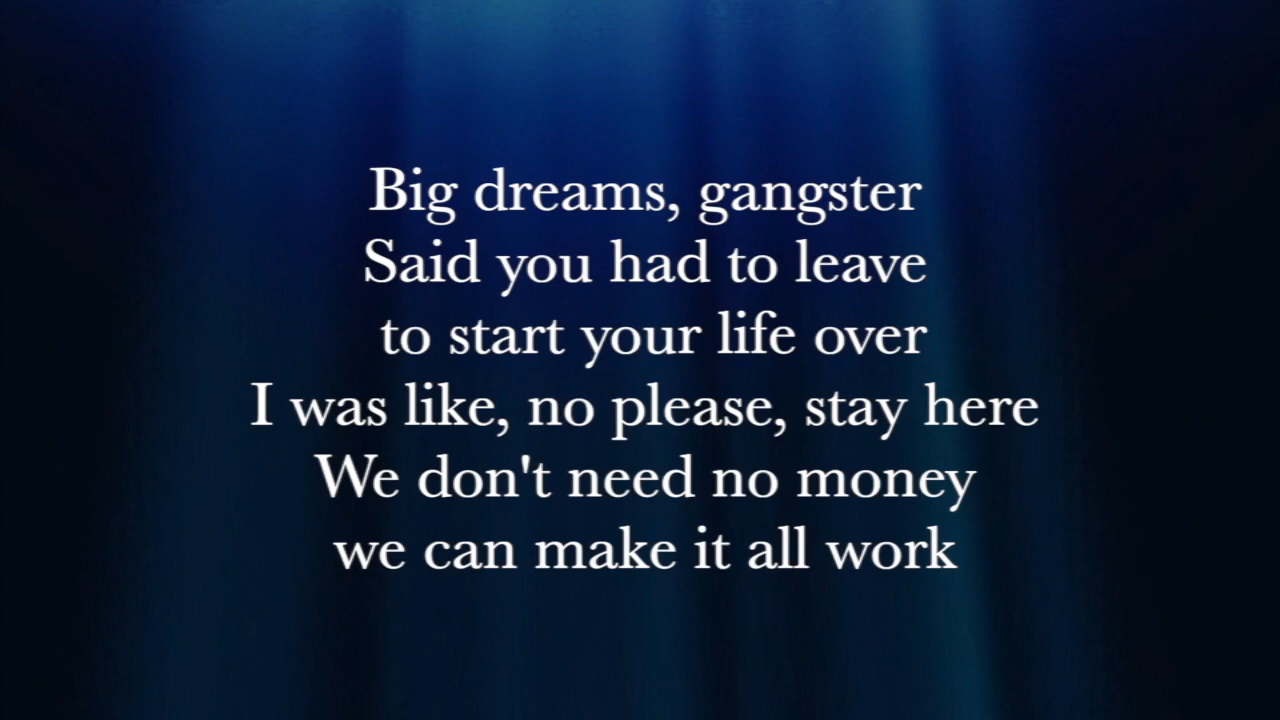 Big dreams, gangster
Said you had to leave
to start your life over
I was like, no please, stay here
We don't need no money
we can make it all work